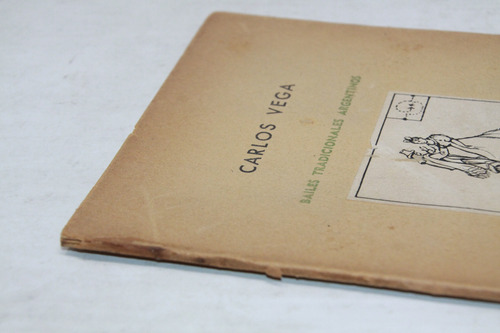 CARLOS VEGA
BAILES TRADICIONALES ARGENTINOS